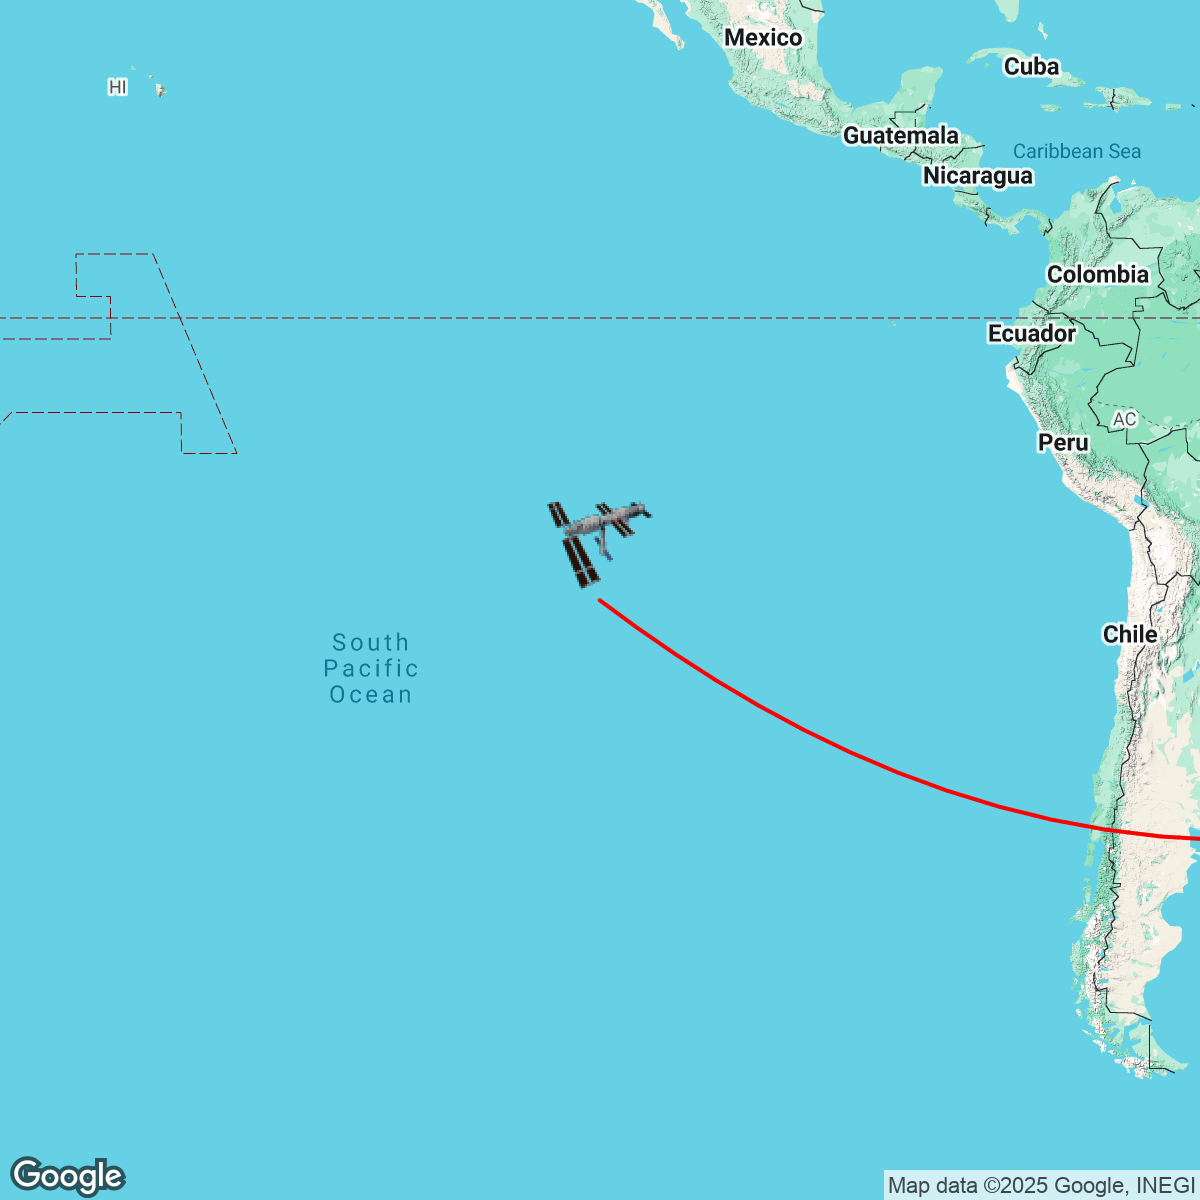 Mexico
Cuba
HI
Guatemala
Caribbean Sea
Nicaragua
Colombia
Ecuador
AC
Peru
Chile
South
Pacific
Ocean
Google
Map data ©2025 Google, INEGI